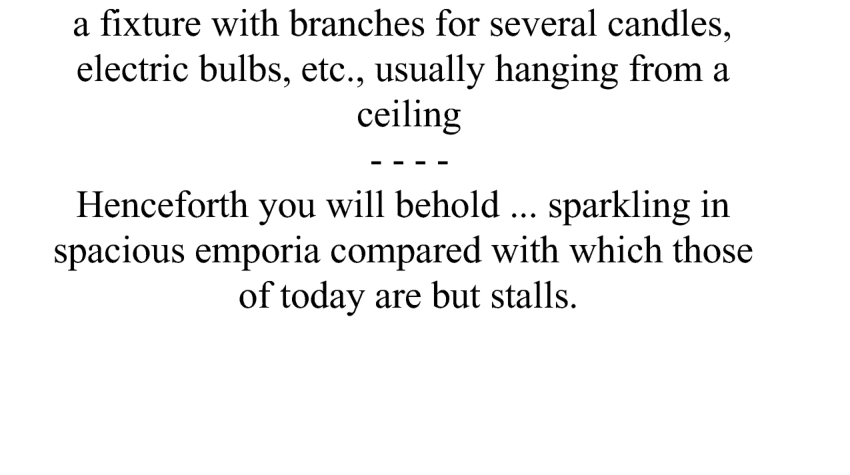 a fixture with branches for several candles,
electric bulbs, etc., usually hanging from a
ceiling
- - - -
Henceforth you will behold ... sparkling in
spacious emporia compared with which those
of today are but stalls.